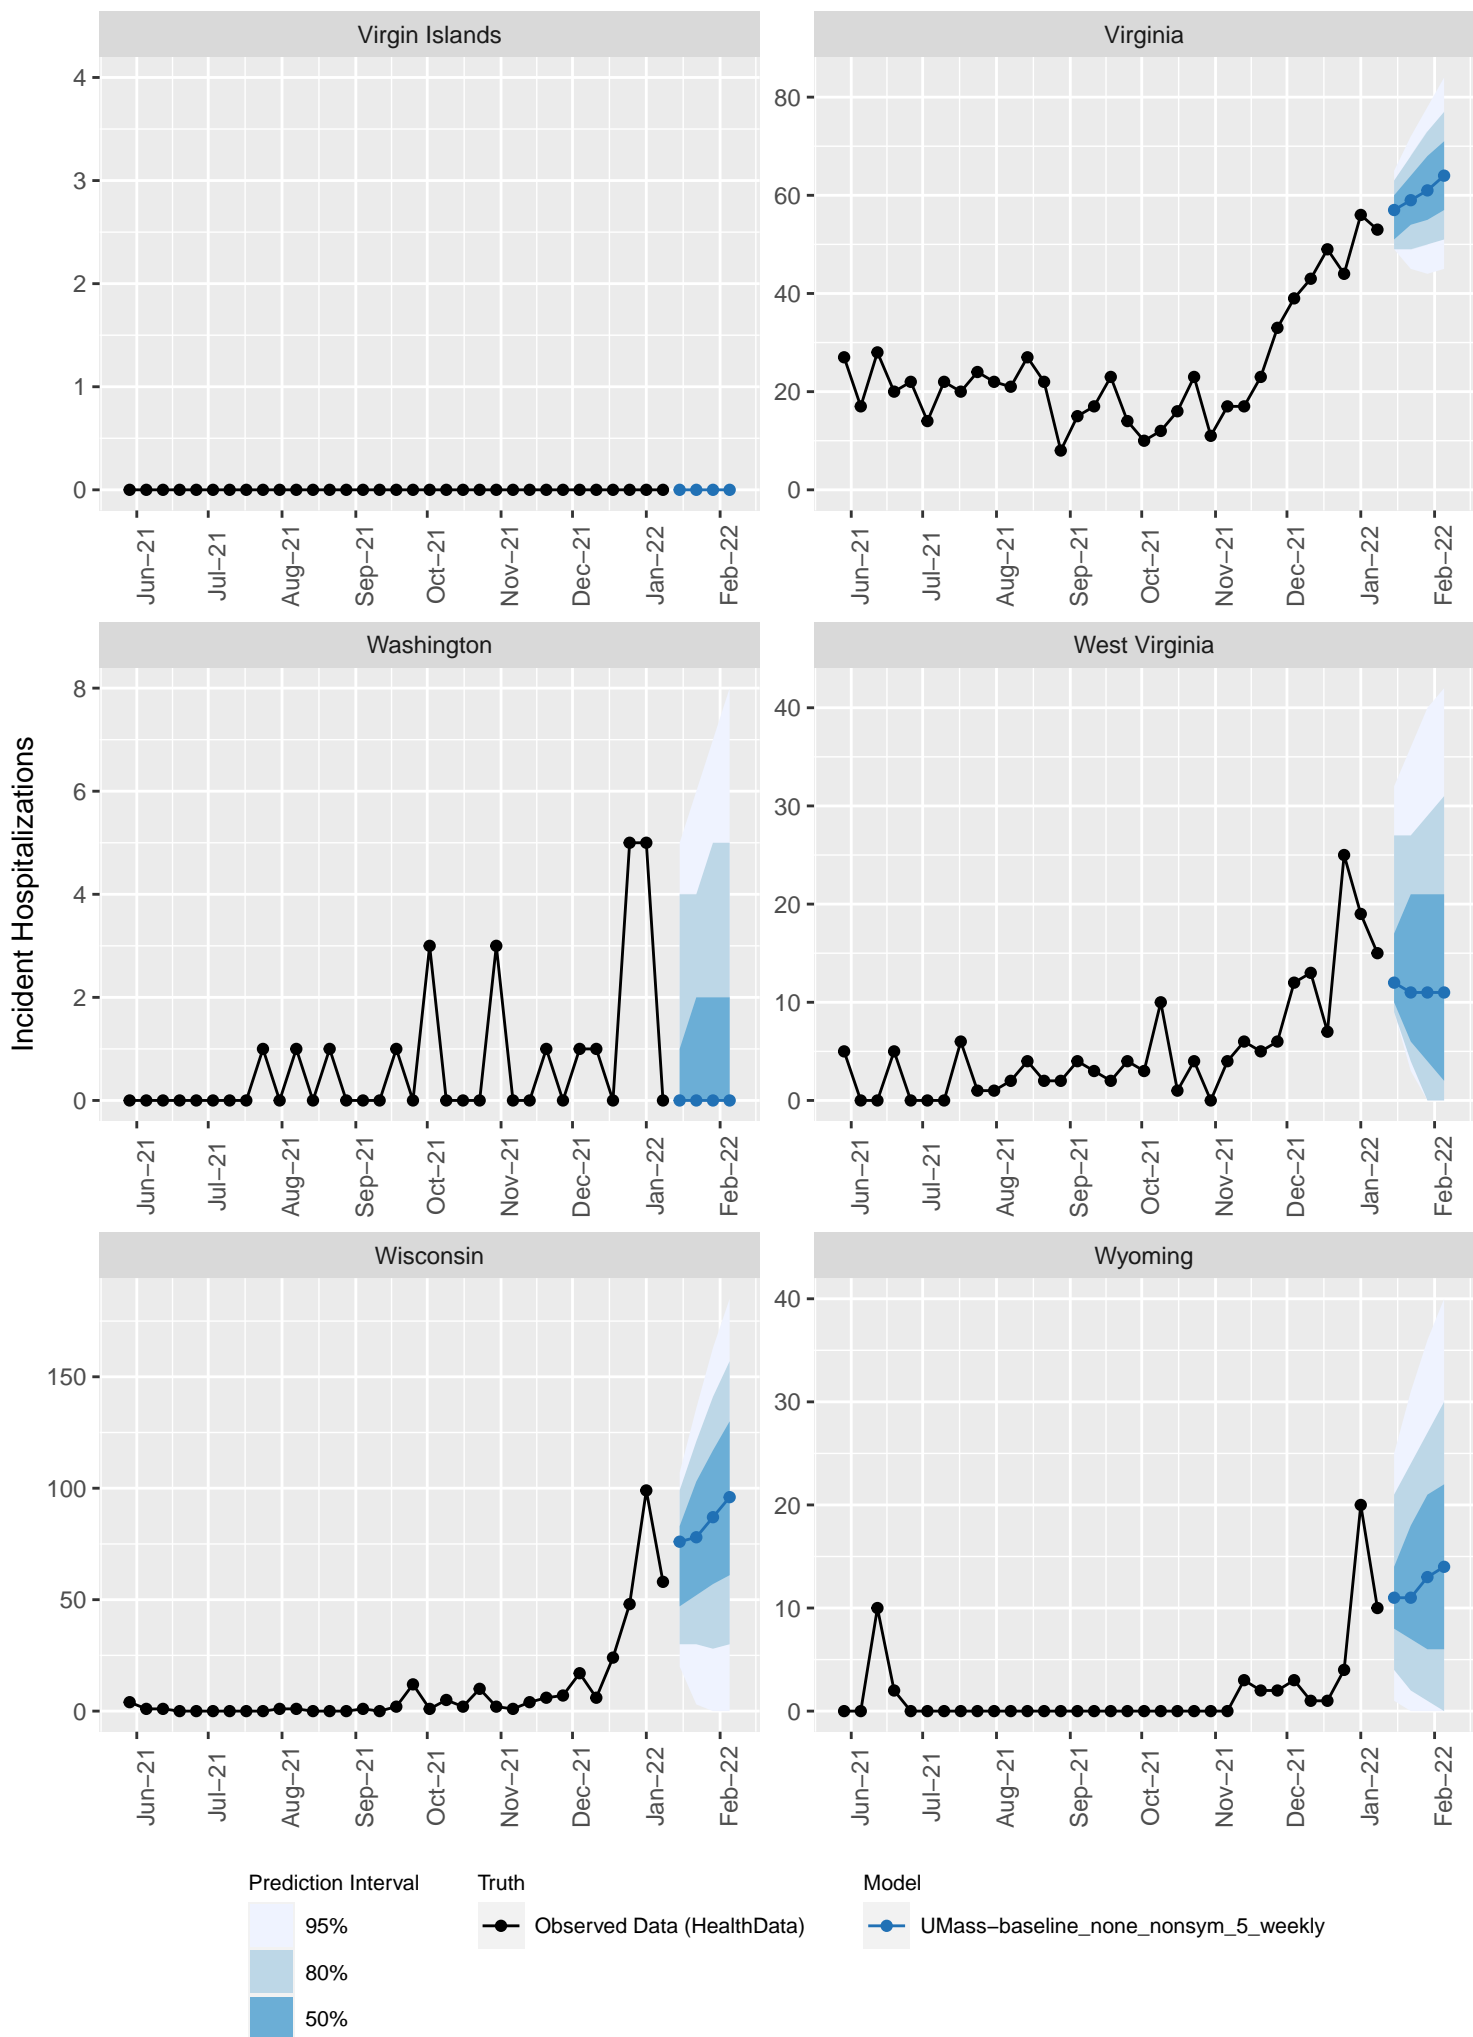 Virgin Islands
Virginia
4
3
2
1
0
80
60
40
20
0
Jun−21
Jul−21
Aug−21
Sep−21
Oct−21
Nov−21
Dec−21
Jan−22
Feb−22
Jun−21
Jul−21
Aug−21
Sep−21
Oct−21
Nov−21
Dec−21
Jan−22
Feb−22
Incident Hospitalizations
Washington
West Virginia
8
6
4
2
0
40
30
20
10
0
Jun−21
Jul−21
Aug−21
Sep−21
Oct−21
Nov−21
Dec−21
Jan−22
Feb−22
Jun−21
Jul−21
Aug−21
Sep−21
Oct−21
Nov−21
Dec−21
Jan−22
Feb−22
Wisconsin
Wyoming
150
100
50
0
40
30
20
10
0
Jun−21
Jul−21
Aug−21
Sep−21
Oct−21
Nov−21
Dec−21
Jan−22
Feb−22
Jun−21
Jul−21
Aug−21
Sep−21
Oct−21
Nov−21
Dec−21
Jan−22
Feb−22
Prediction Interval
95%
80%
50%
Truth
Observed Data (HealthData)
Model
UMass−baseline_none_nonsym_5_weekly